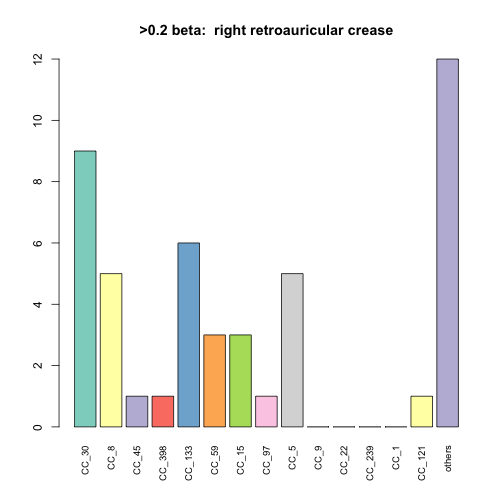 >0.2 beta:  right retroauricular crease
12
10
8
6
4
2
0
CC_30
CC_8
CC_45
CC_398
CC_133
CC_59
CC_15
CC_97
CC_5
CC_9
CC_22
CC_239
CC_1
CC_121
others